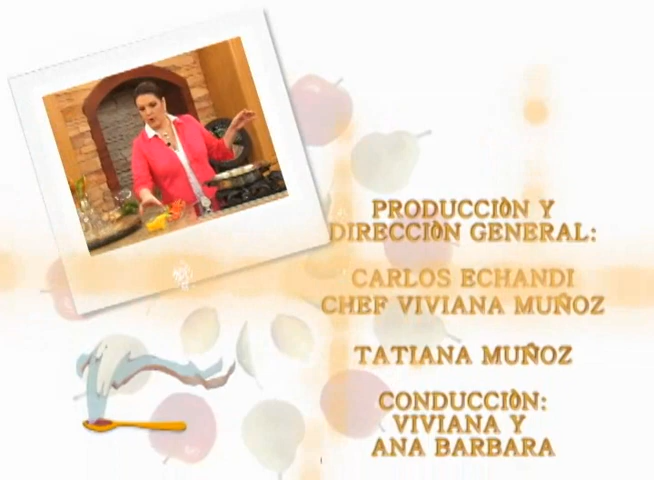 PRODUCCIÒN Y
DIRECCIÒN GENERAL:
CARLOS ECHANDI
CHEF VIVIANA MUÑOZ
TATIANA MUÑOZ
CONDUCCIÒN:
VIVIANA Y
ANA BARBARA